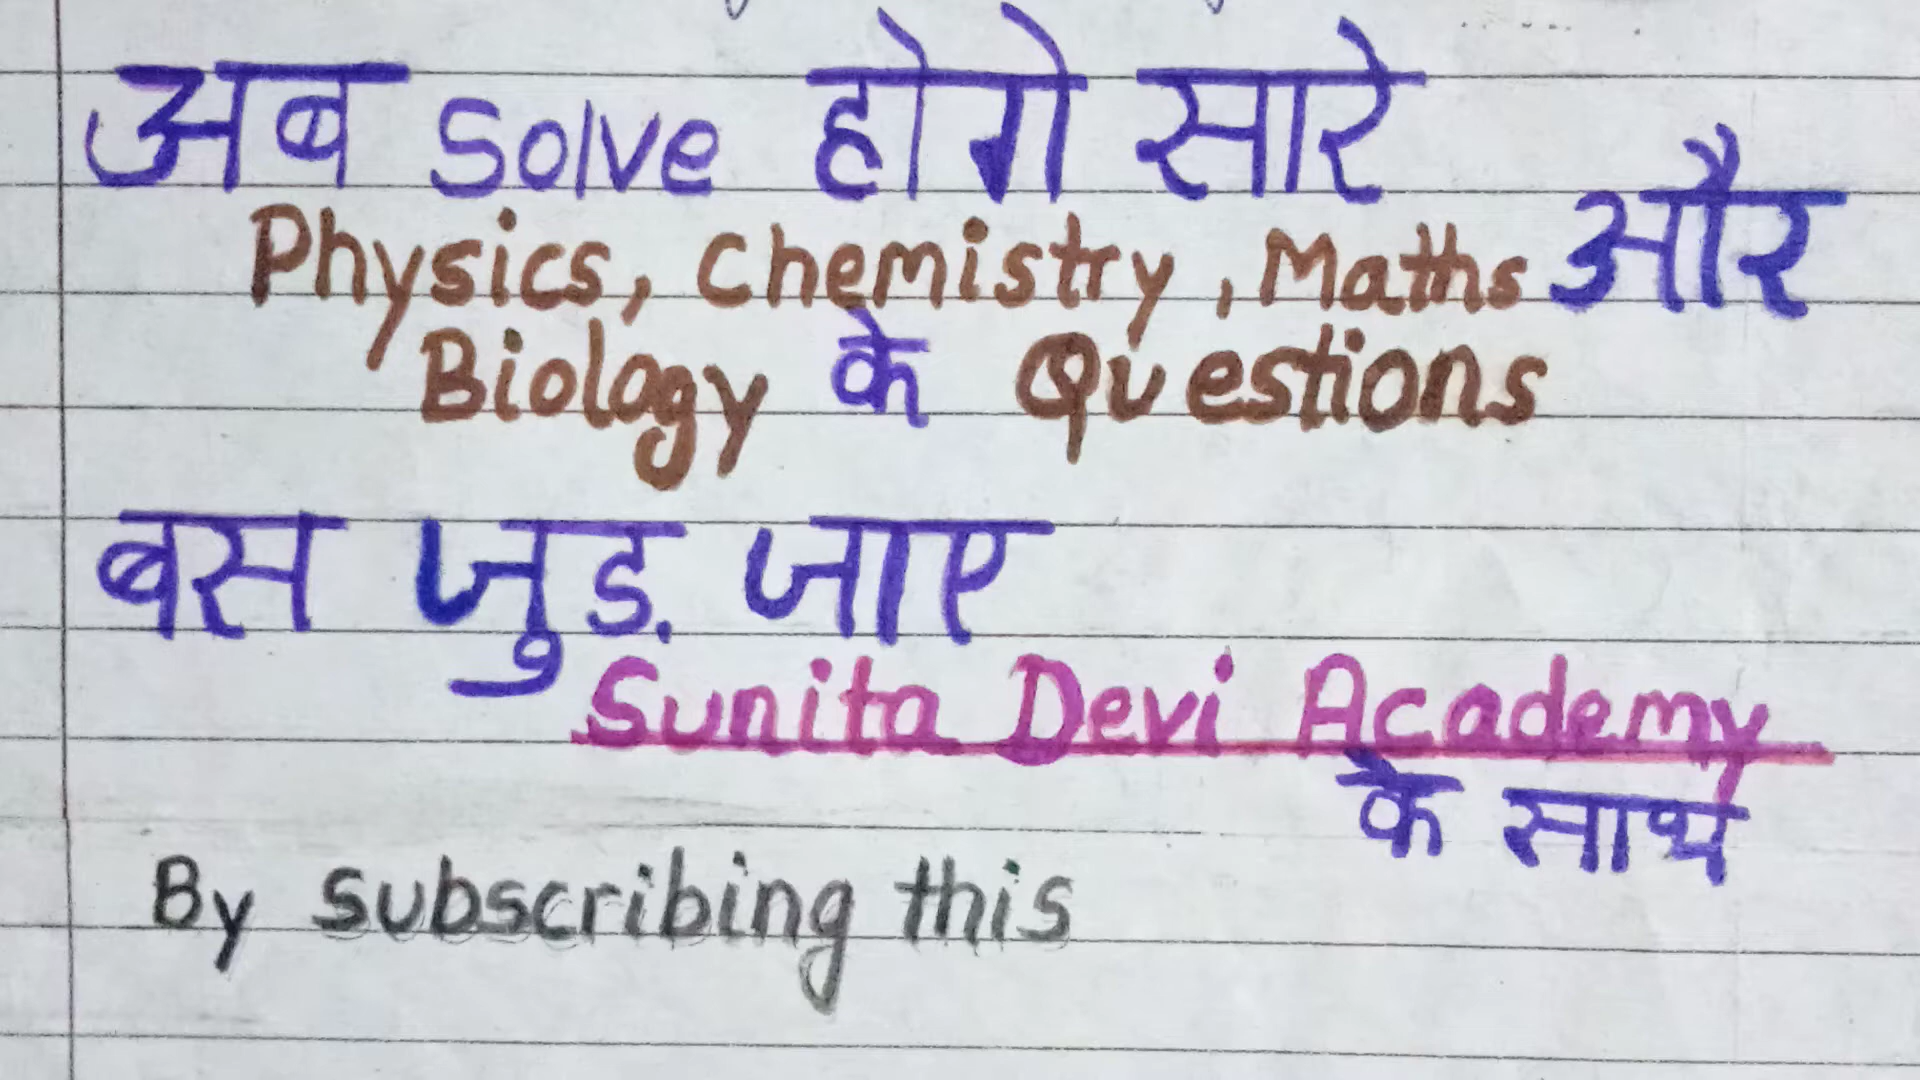 अब Solve होगे सारे
Physics, Chemistry, Maths और
Biology के Questions
बस जुड़ जाए
Sunita Devi Academy
के साथ
By subscribing this